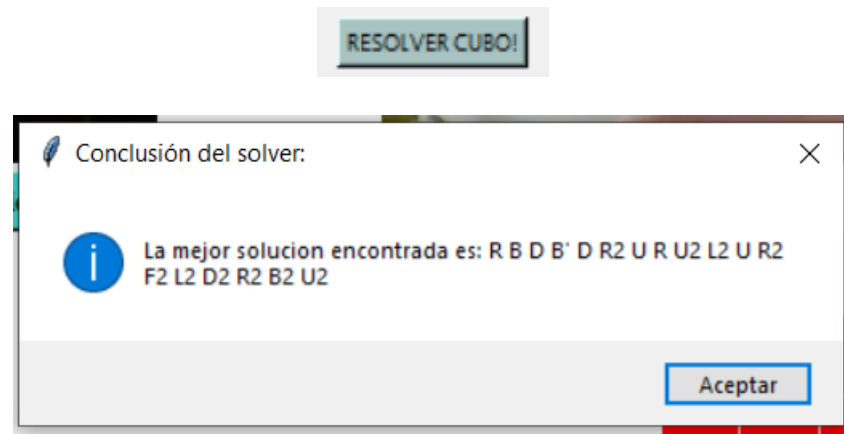 RESOLVER CUBO!
Conclusión del solver:
La mejor solucion encontrada es: R B D B' D R2 U R U2 L2 U R2
F2 L2 D2 R2 B2 U2
Aceptar